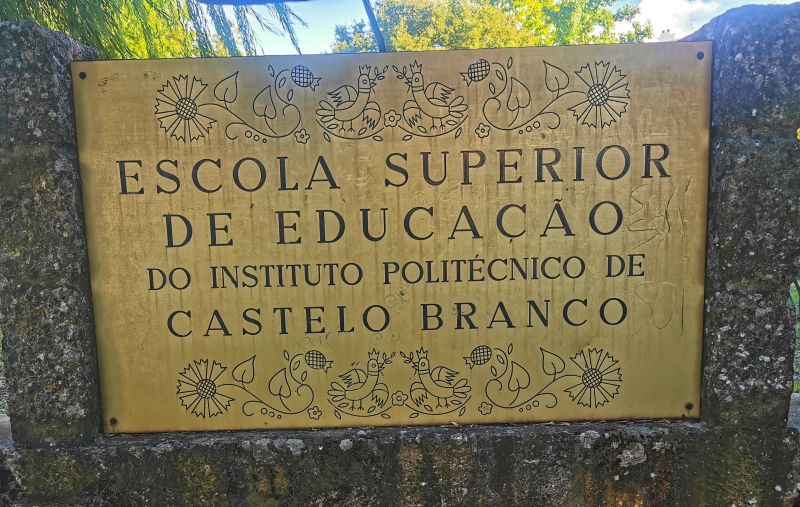 ESCOLA SUPERIOR
DE EDUCAÇÃO
DO INSTITUTO POLITÉCNICO DE
CASTELO BRANCO